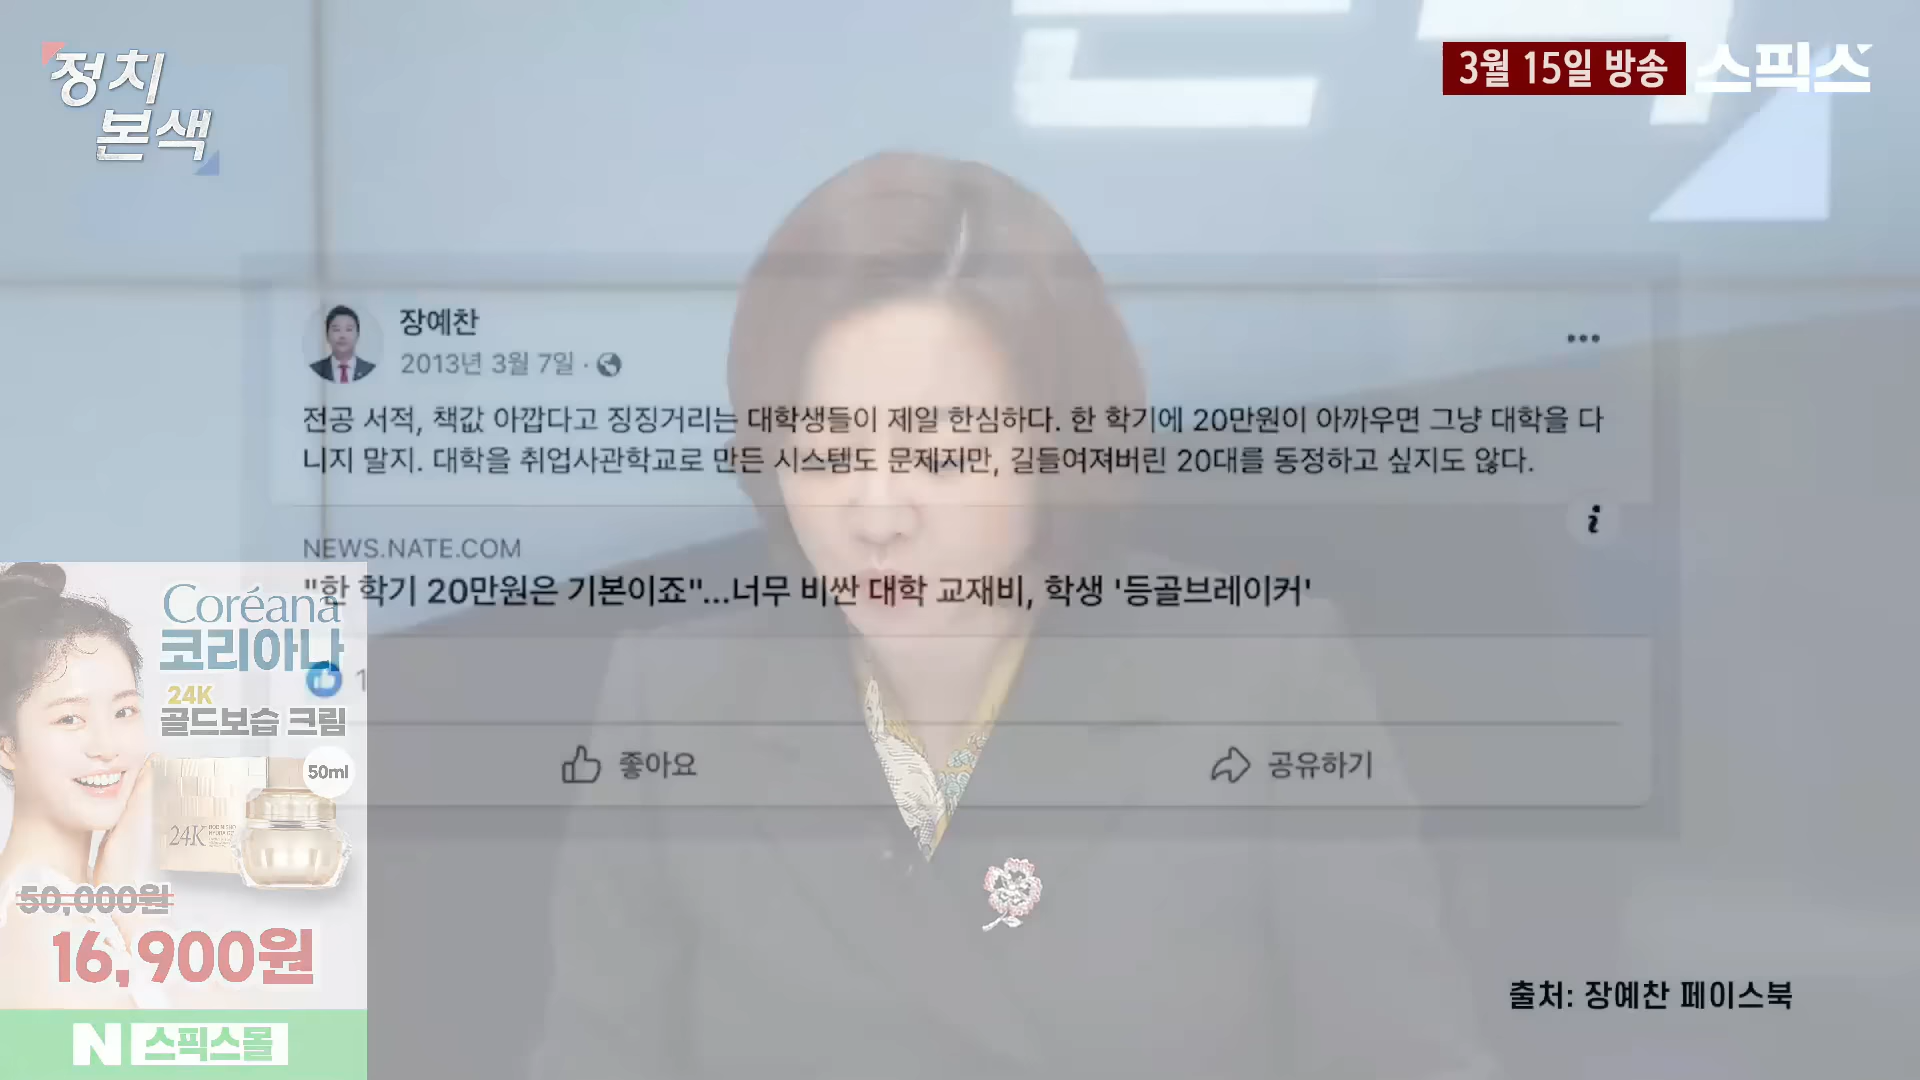 정치
본색
3월 15일 방송
스픽스
장예찬
2013년 3월 7일 ·
전공 서적, 책값 아깝다고 징징거리는 대학생들이 제일 한심하다. 한 학기에 20만원이 아까우면 그냥 대학을 다
니지 말지. 대학을 취업사관학교로 만든 시스템도 문제지만, 길들여져버린 20대를 동정하고 싶지도 않다.
NEWS.NATE.COM
"한 학기 20만원은 기본이죠"...너무 비싼 대학 교재비, 학생 '등골브레이커'
1
좋아요
공유하기
Coréana
코리아나
24K
골드보습 크림
50ml
24K
50,000원
16,900원
N 스픽스몰
출처: 장예찬 페이스북